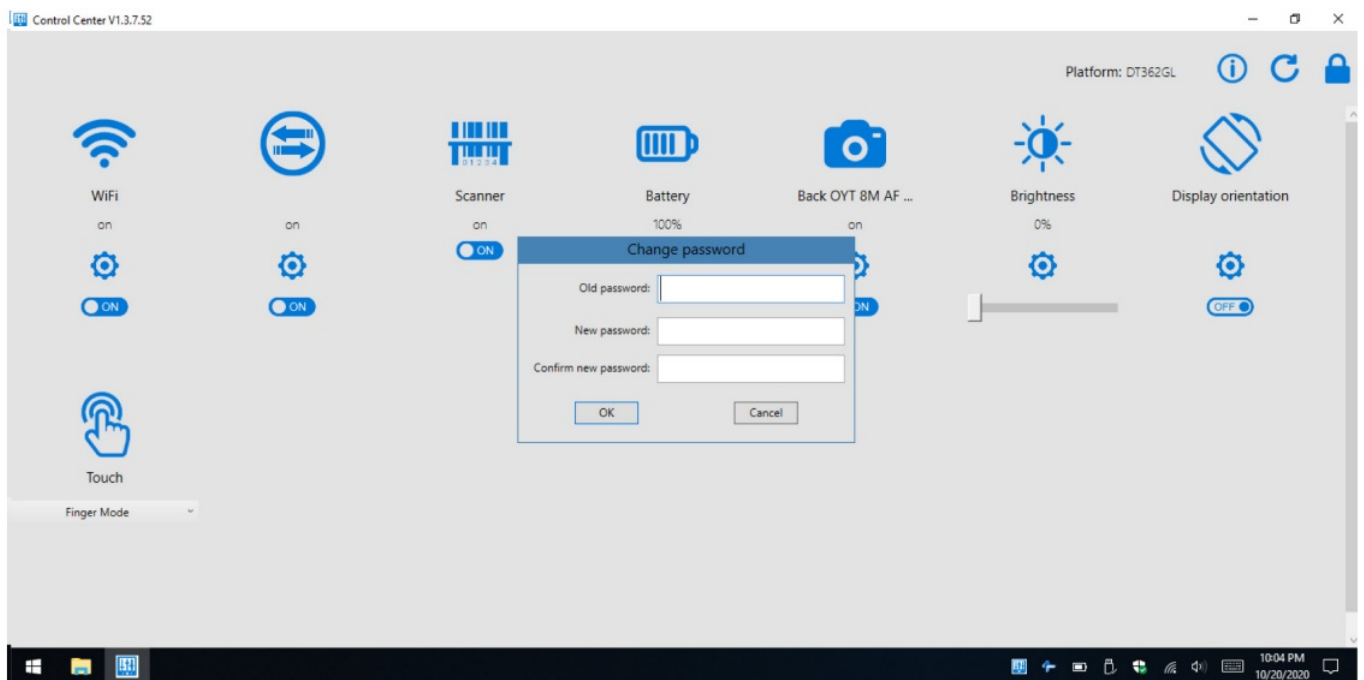 Control Center V1.3.7.52
Platform: DT362GL
01234
WiFi
Scanner
Battery
Back OYT 8M AF ...
Brightness
Display orientation
on
on
on
100%
on
0%
ON
ON
ON
ON
OFF
Change password
Old password:
New password:
Confirm new password:
OK
Cancel
Touch
Finger Mode
10:04 PM
10/20/2020